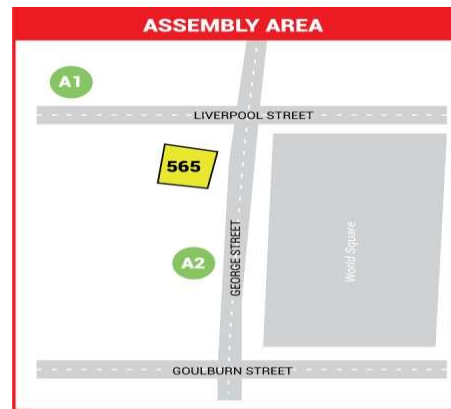 ASSEMBLY AREA
A1
LIVERPOOL STREET
565
World Square
A2
GEORGE STREET
GOULBURN STREET